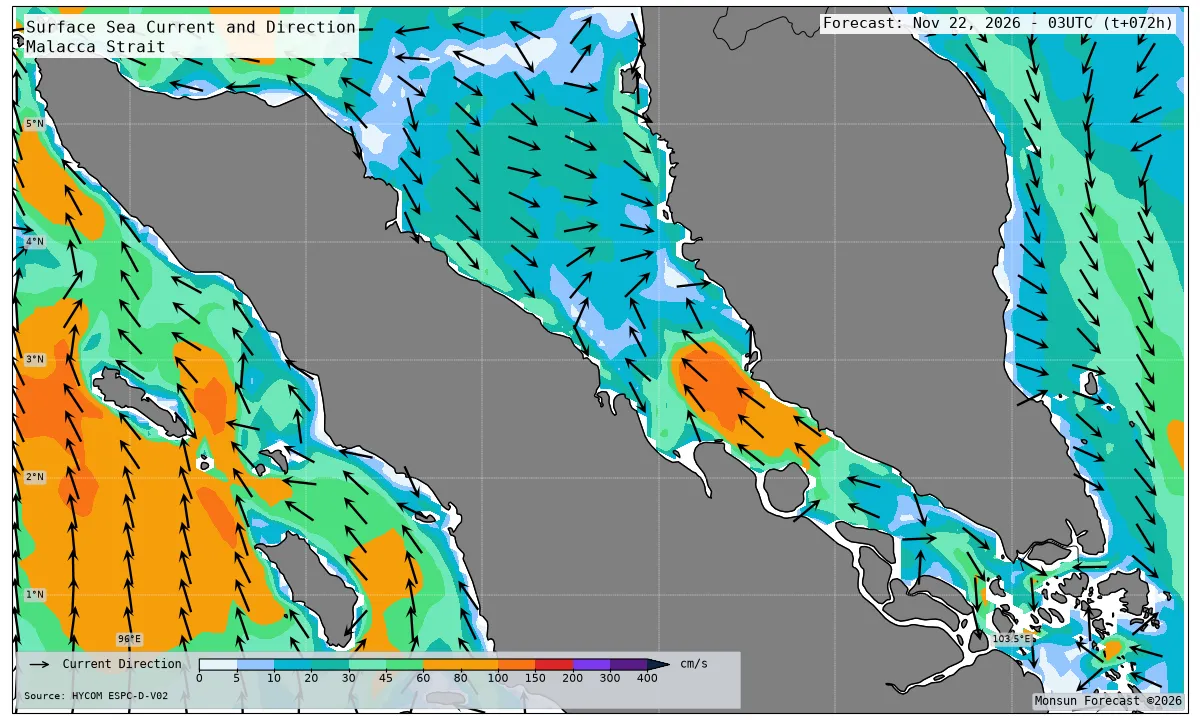 Surface Sea Current and Direction
Malacca Strait
Forecast: Nov 22, 2026 - 03UTC (t+072h)
5°N
4°N
3°N
2°N
1°N
96°E
103.5°E
Current Direction
0 5 10 20 30 45 60 80 100 150 200 300 400
cm/s
Source: HYCOM ESPC-D-V02
Monsun Forecast ©2026